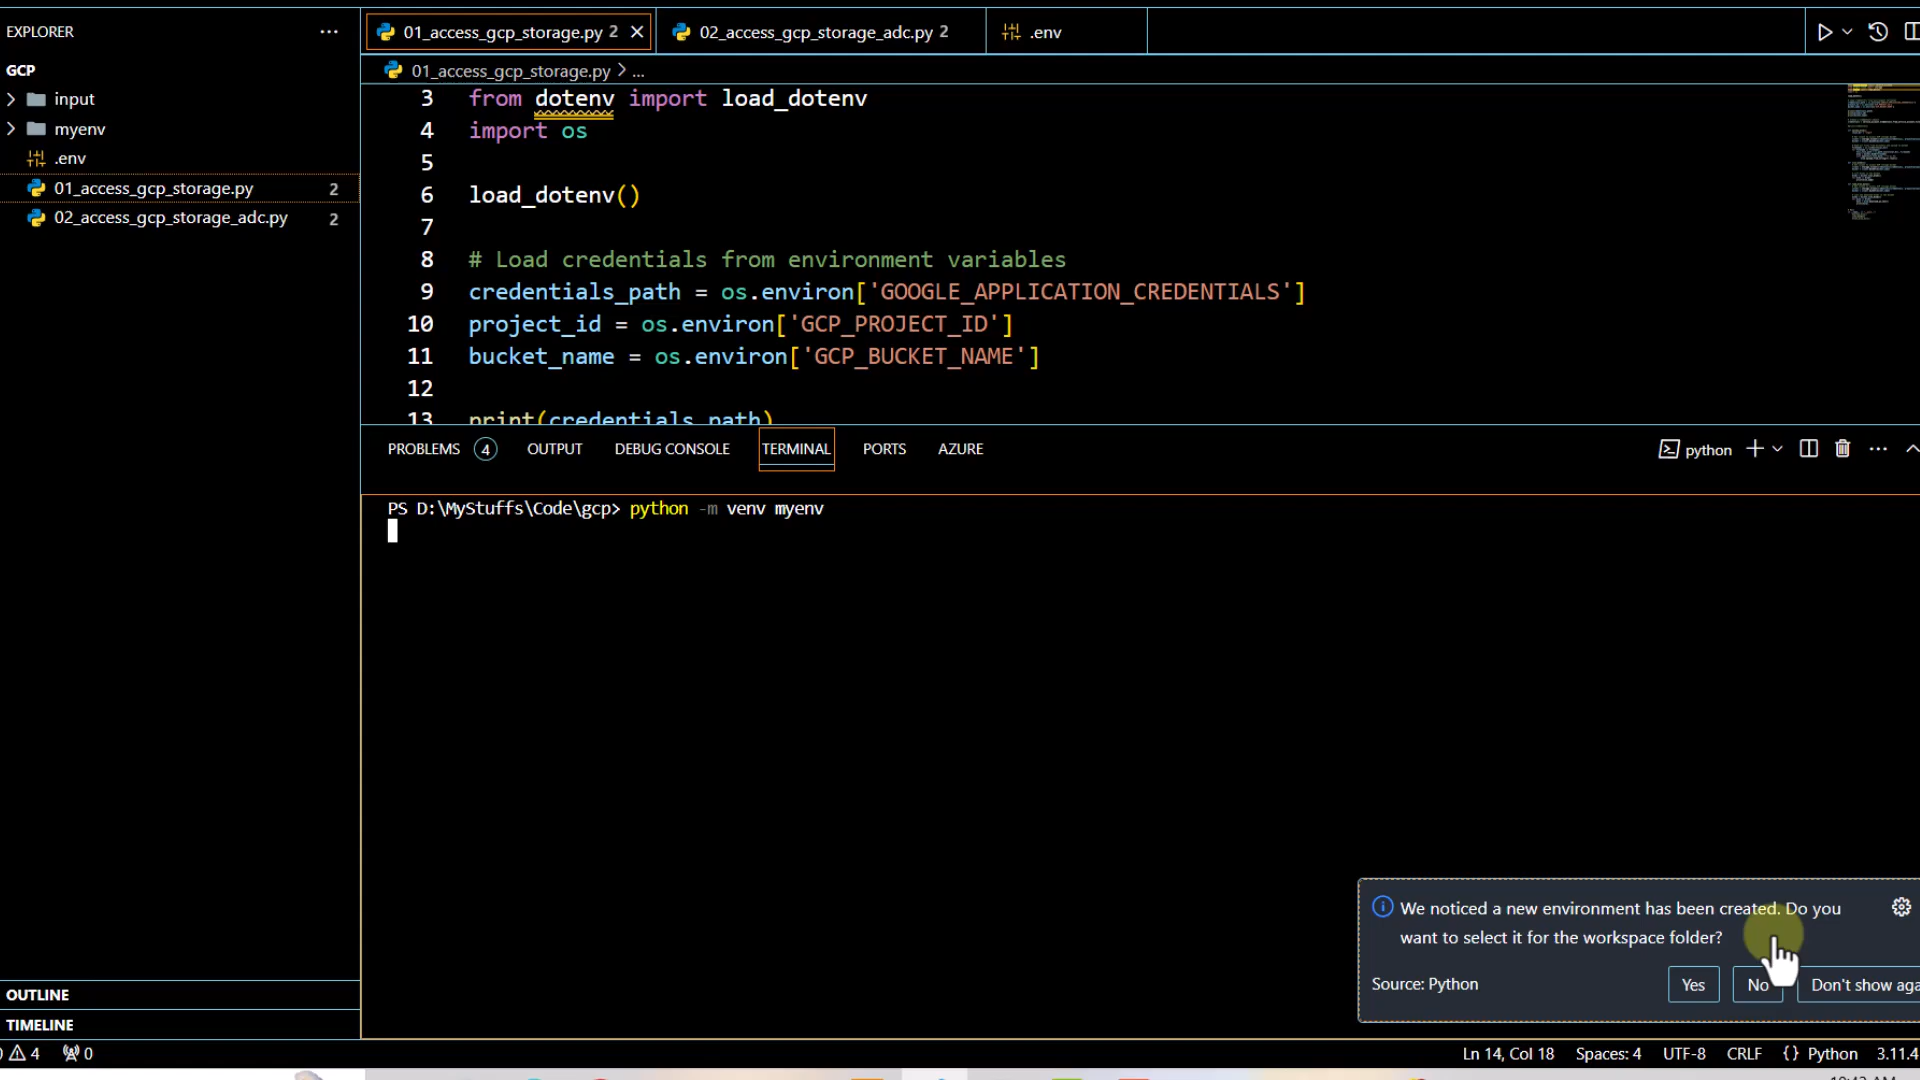 EXPLORER
GCP
input
myenv
.env
01_access_gcp_storage.py 2
02_access_gcp_storage_adc.py 2
OUTLINE
TIMELINE
01_access_gcp_storage.py 2
02_access_gcp_storage_adc.py 2
.env
01_access_gcp_storage.py > ...
3 from dotenv import load_dotenv
4 import os
5
6 load_dotenv()
7
8 # Load credentials from environment variables
9 credentials_path = os.environ['GOOGLE_APPLICATION_CREDENTIALS']
10 project_id = os.environ['GCP_PROJECT_ID']
11 bucket_name = os.environ['GCP_BUCKET_NAME']
12
13 print(credentials_path)
PROBLEMS 4 OUTPUT DEBUG CONSOLE TERMINAL PORTS AZURE
python
PS D:\MyStuffs\Code\gcp> python -m venv myenv
We noticed a new environment has been created. Do you
want to select it for the workspace folder?
Source: Python
Yes No Don't show aga
4 0 Ln 14, Col 18 Spaces: 4 UTF-8 CRLF {} Python 3.11.4